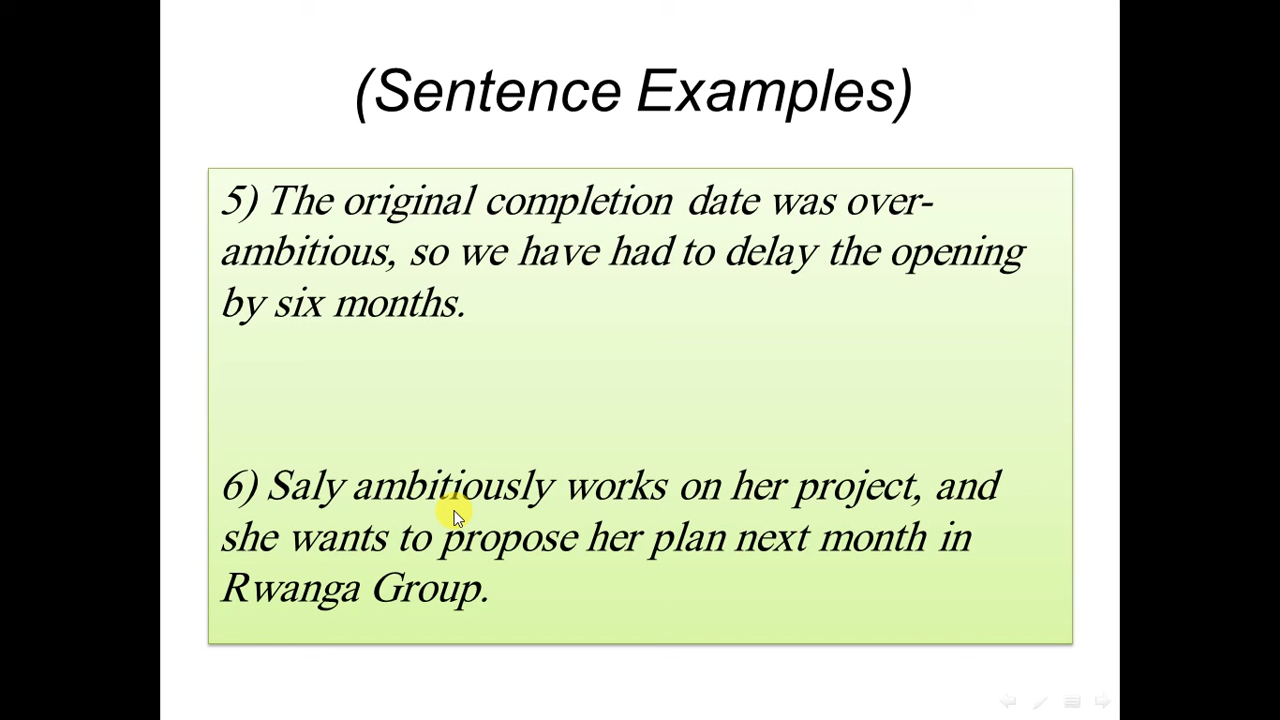 (Sentence Examples)
5) The original completion date was over-
ambitious, so we have had to delay the opening
by six months.
6) Saly ambitiously works on her project, and
she wants to propose her plan next month in
Rwanga Group.